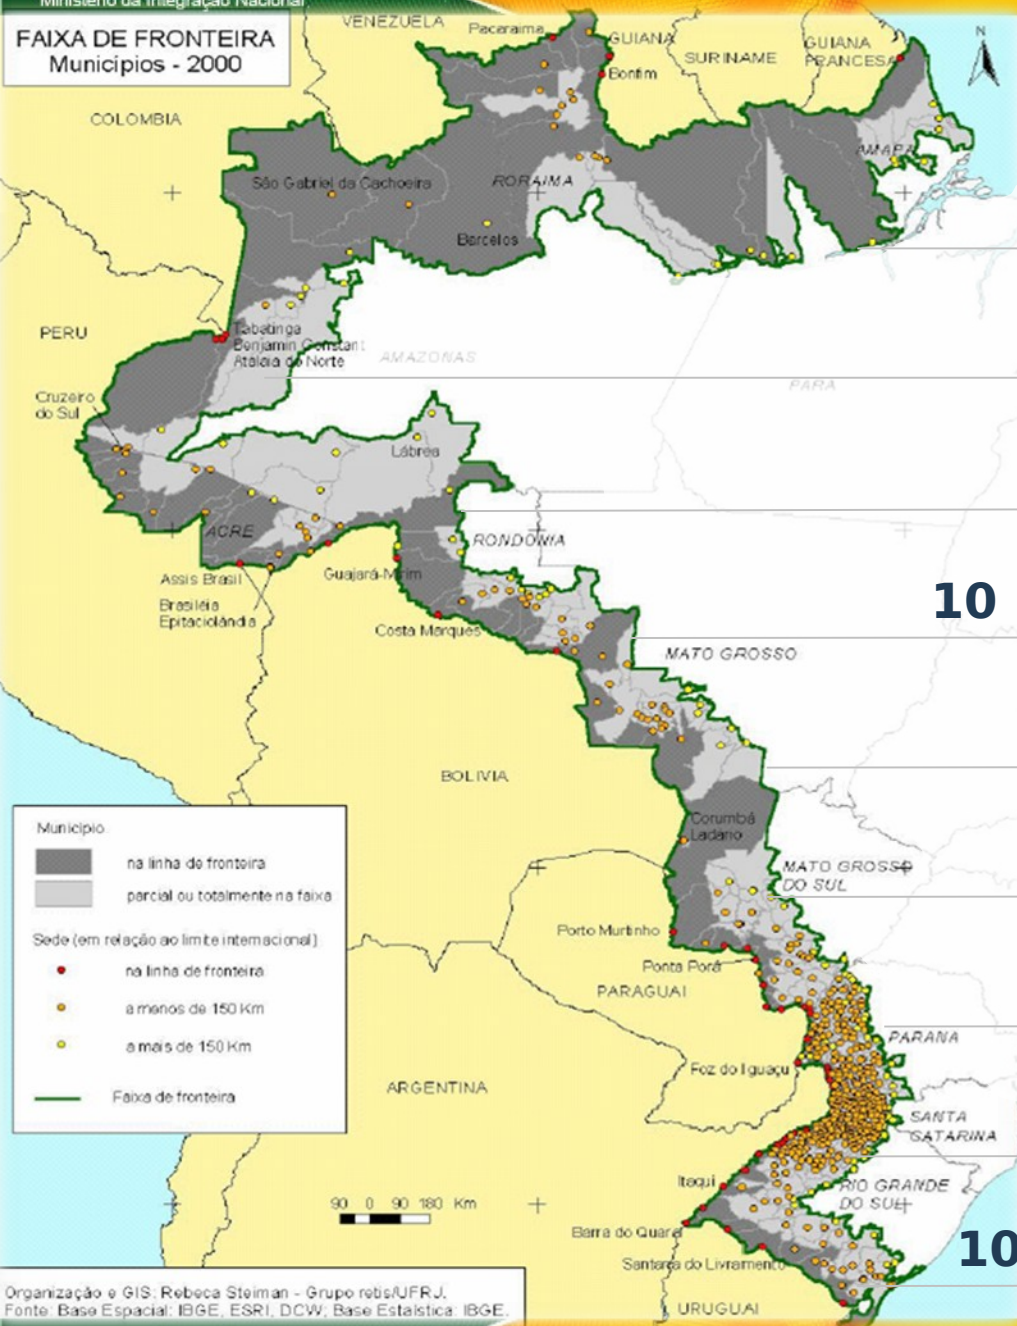 Ministério da Integração Nacional
FAIXA DE FRONTEIRA
Municípios - 2000
VENEZUELA
Pacaraima
GUIANA
Bonfim
SURINAME
GUIANA
FRANCESA
N
COLOMBIA
AMAPA
São Gabriel da Cachoeira
RORAIMA
Barcelos
PERU
Tabatinga
Benjamin Constant
Atalaia do Norte
AMAZONAS
PARA
Cruzeiro
do Sul
Lábrea
ACRE
RONDONIA
Assis Brasil
Guajará-Mirim
Brasiléia
Epitaciolândia
Costa Marques
10
MATO GROSSO
BOLIVIA
Corumbá
Ladário
MATO GROSSO
DO SUL
Município
na linha de fronteira
parcial ou totalmente na faixa
Sede (em relação ao limite internacional)
na linha de fronteira
a menos de 150 Km
a mais de 150 Km
Faixa de fronteira
Porto Murtinho
Ponta Porã
PARAGUAI
PARANA
Foz do Iguaçu
ARGENTINA
SANTA
CATARINA
Itaqui
RIO GRANDE
DO SUL
90 0 90 180 Km
Barra do Quaraí
Santana do Livramento
10
URUGUAI
Organização e GIS: Rebeca Steiman - Grupo retis/UFRJ.
Fonte: Base Espacial: IBGE, ESRI, DCW; Base Estaística: IBGE.